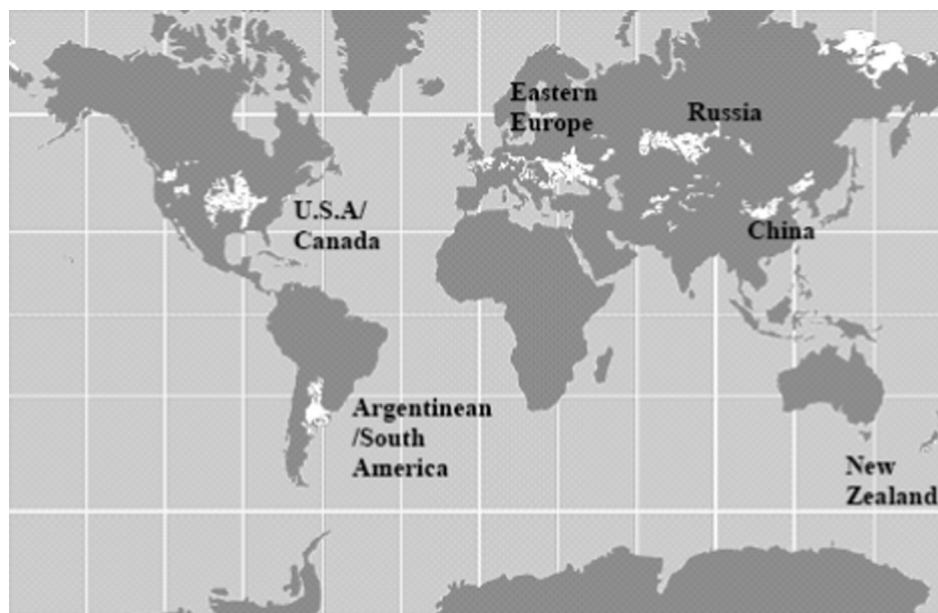 Eastern
Europe
Russia
U.S.A/
Canada
China
Argentinean
/South
America
New
Zealand